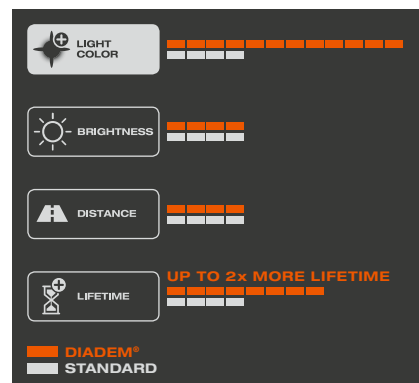 LIGHT
COLOR
BRIGHTNESS
DISTANCE
UP TO 2x MORE LIFETIME
LIFETIME
DIADEM®
STANDARD